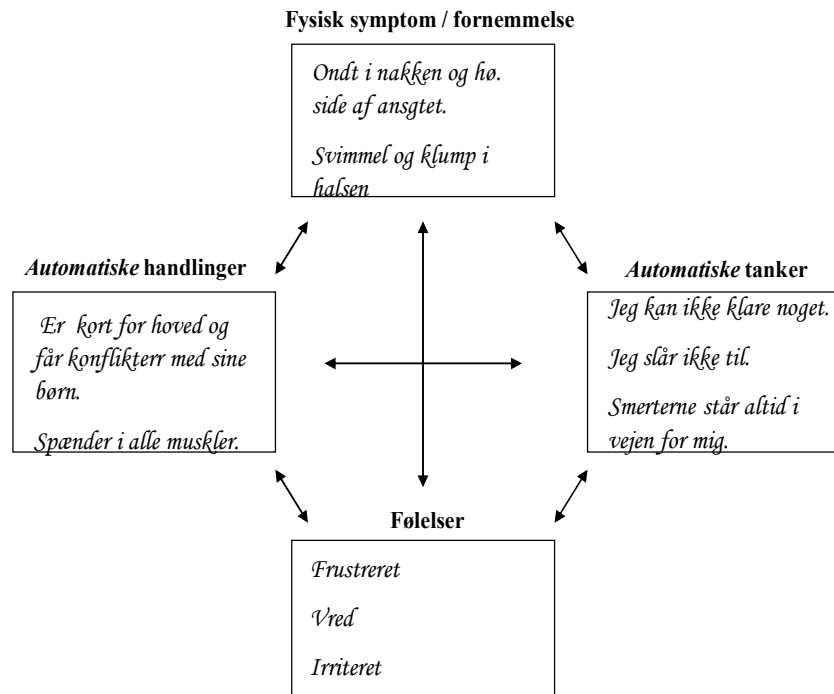 Fysisk symptom / fornemmelse
Ondt i nakken og hø.
side af ansgtet.
Svimmel og klump i
halsen
Automatiske handlinger
Er kort for hoved og
får konflikterr med sine
børn.
Spænder i alle muskler.
Automatiske tanker
Jeg kan ikke klare noget.
Jeg slår ikke til.
Smerterne står altid i
vejen for mig.
Følelser
Frustreret
Vred
Irriteret